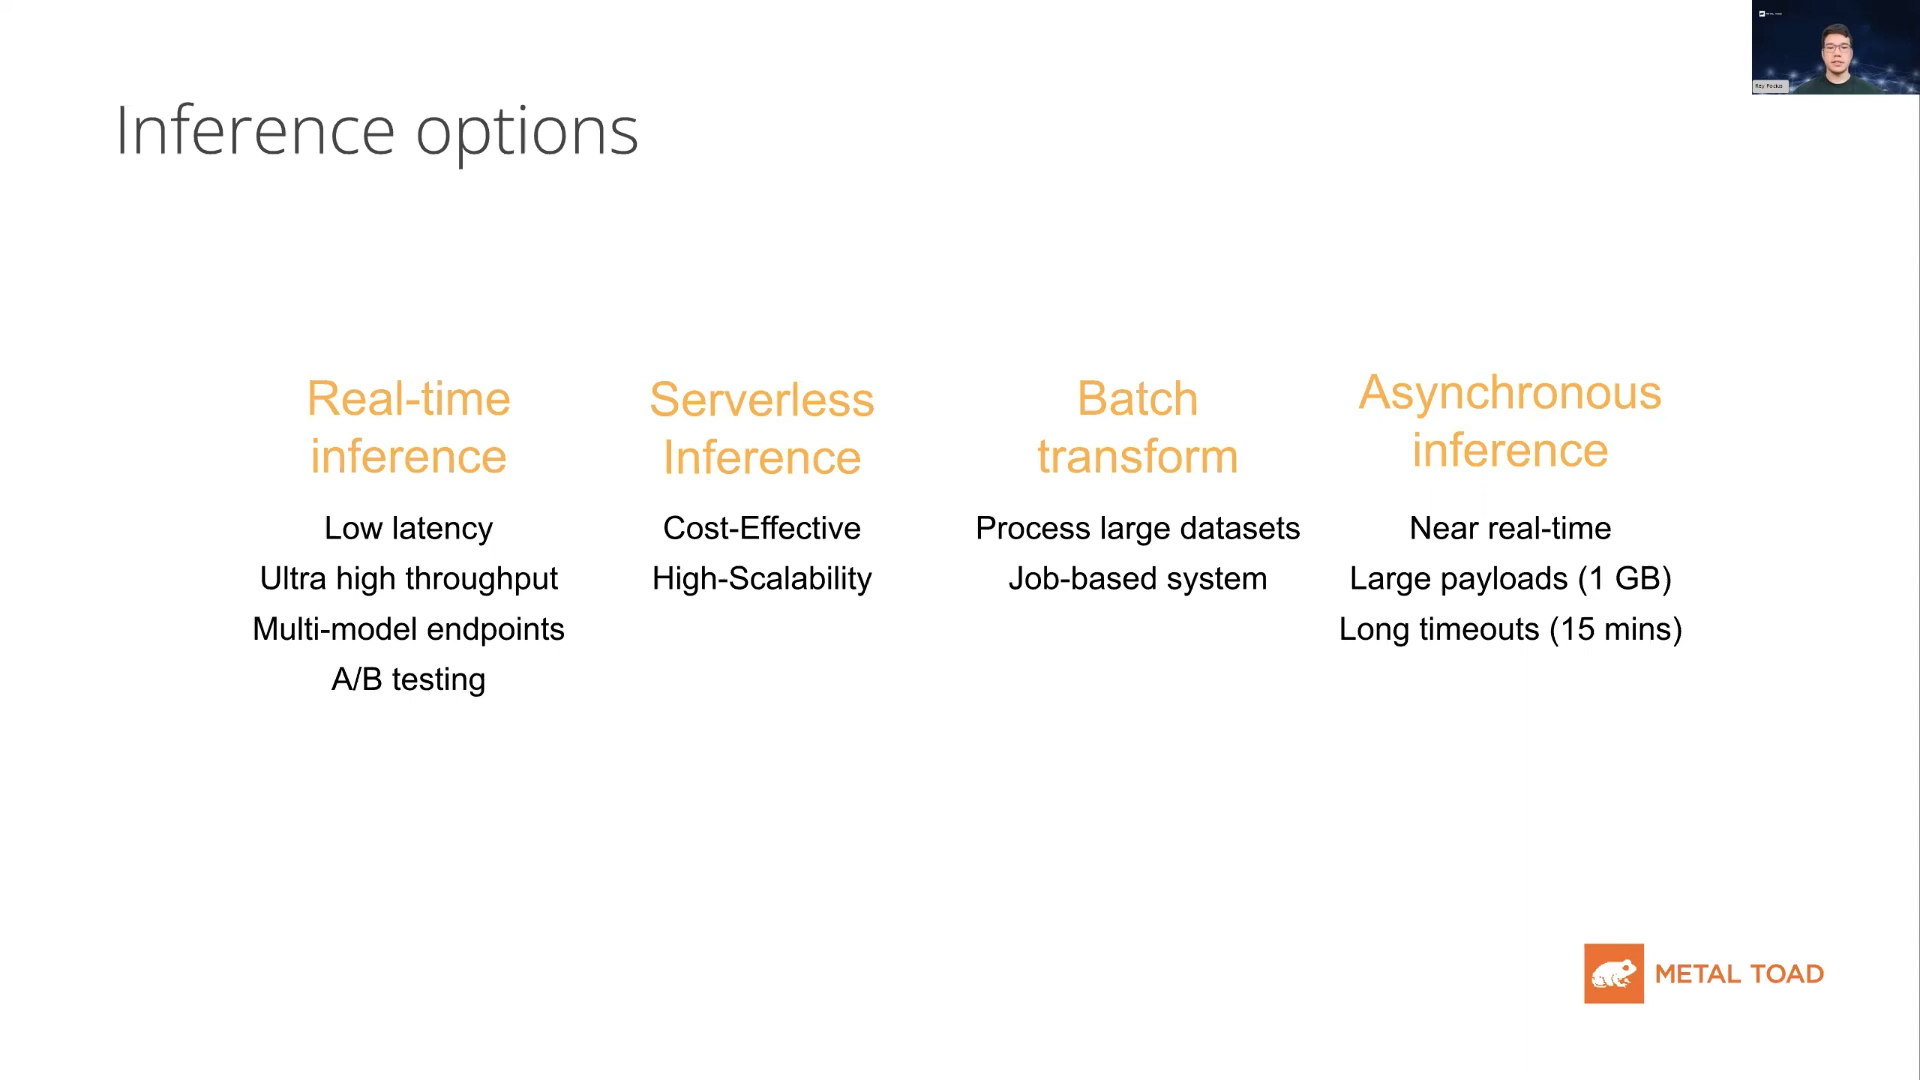 Inference options
Real-time
inference
Low latency
Ultra high throughput
Multi-model endpoints
A/B testing
Serverless
Inference
Cost-Effective
High-Scalability
Batch
transform
Process large datasets
Job-based system
Asynchronous
inference
Near real-time
Large payloads (1 GB)
Long timeouts (15 mins)
METAL TOAD